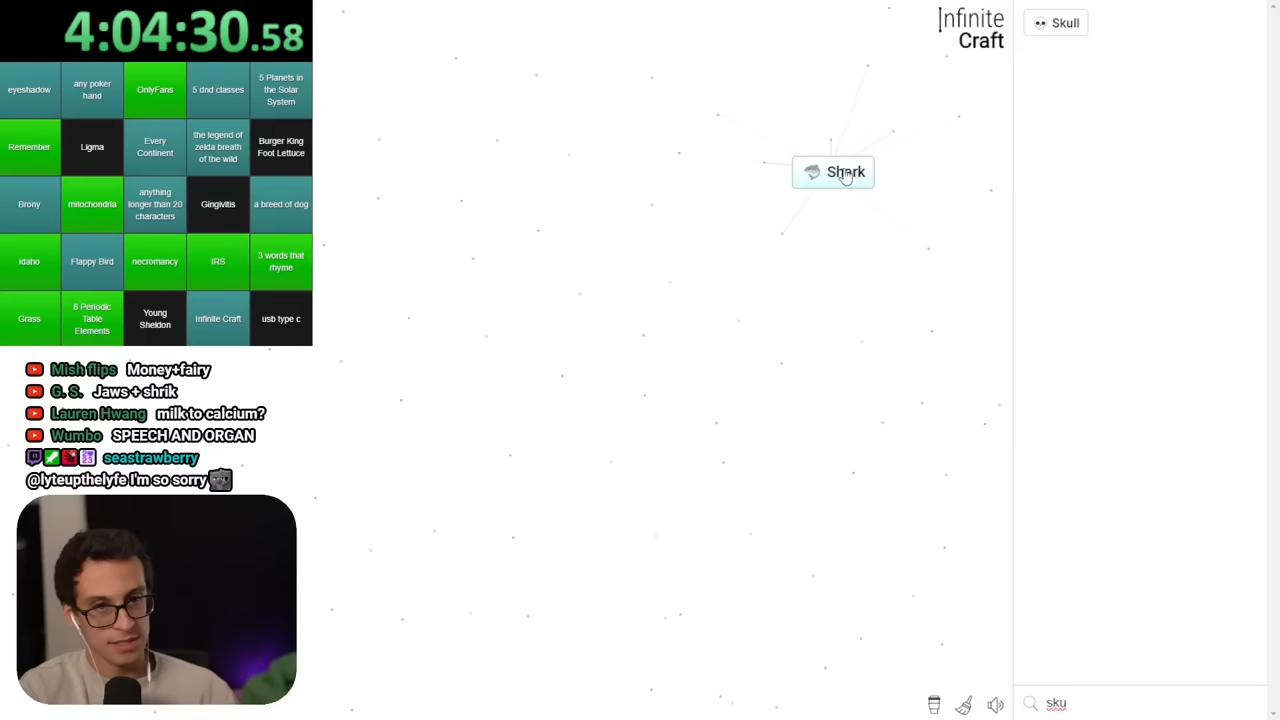 4:04:30.58
Infinite
Craft
Skull
eyeshadow
any poker
hand
OnlyFans
5 dnd classes
5 Planets in
the Solar
System
Remember
Ligma
Every
Continent
the legend of
zelda breath
of the wild
Burger King
Foot Lettuce
Shark
Brony
mitochondria
anything
longer than 20
characters
Gingivitis
a breed of dog
idaho
Flappy Bird
necromancy
IRS
3 words that
rhyme
Grass
8 Periodic
Table
Elements
Young
Sheldon
Infinite Craft
usb type c
Mish flips Money+fairy
G. S. Jaws + shrik
Lauren Hwang milk to calcium?
Wumbo SPEECH AND ORGAN
seastrawberry
@lyteupthelyfe I'm so sorry
sku